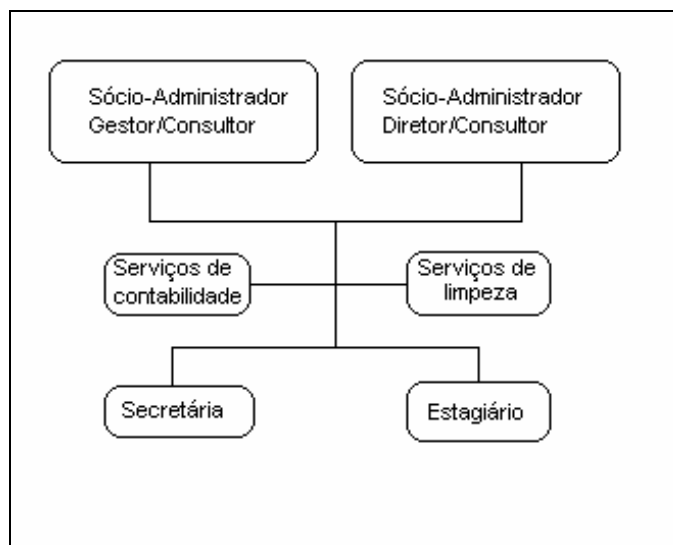 Sócio-Administrador
Gestor/Consultor
Sócio-Administrador
Diretor/Consultor
Serviços de
contabilidade
Serviços de
limpeza
Secretária
Estagiário